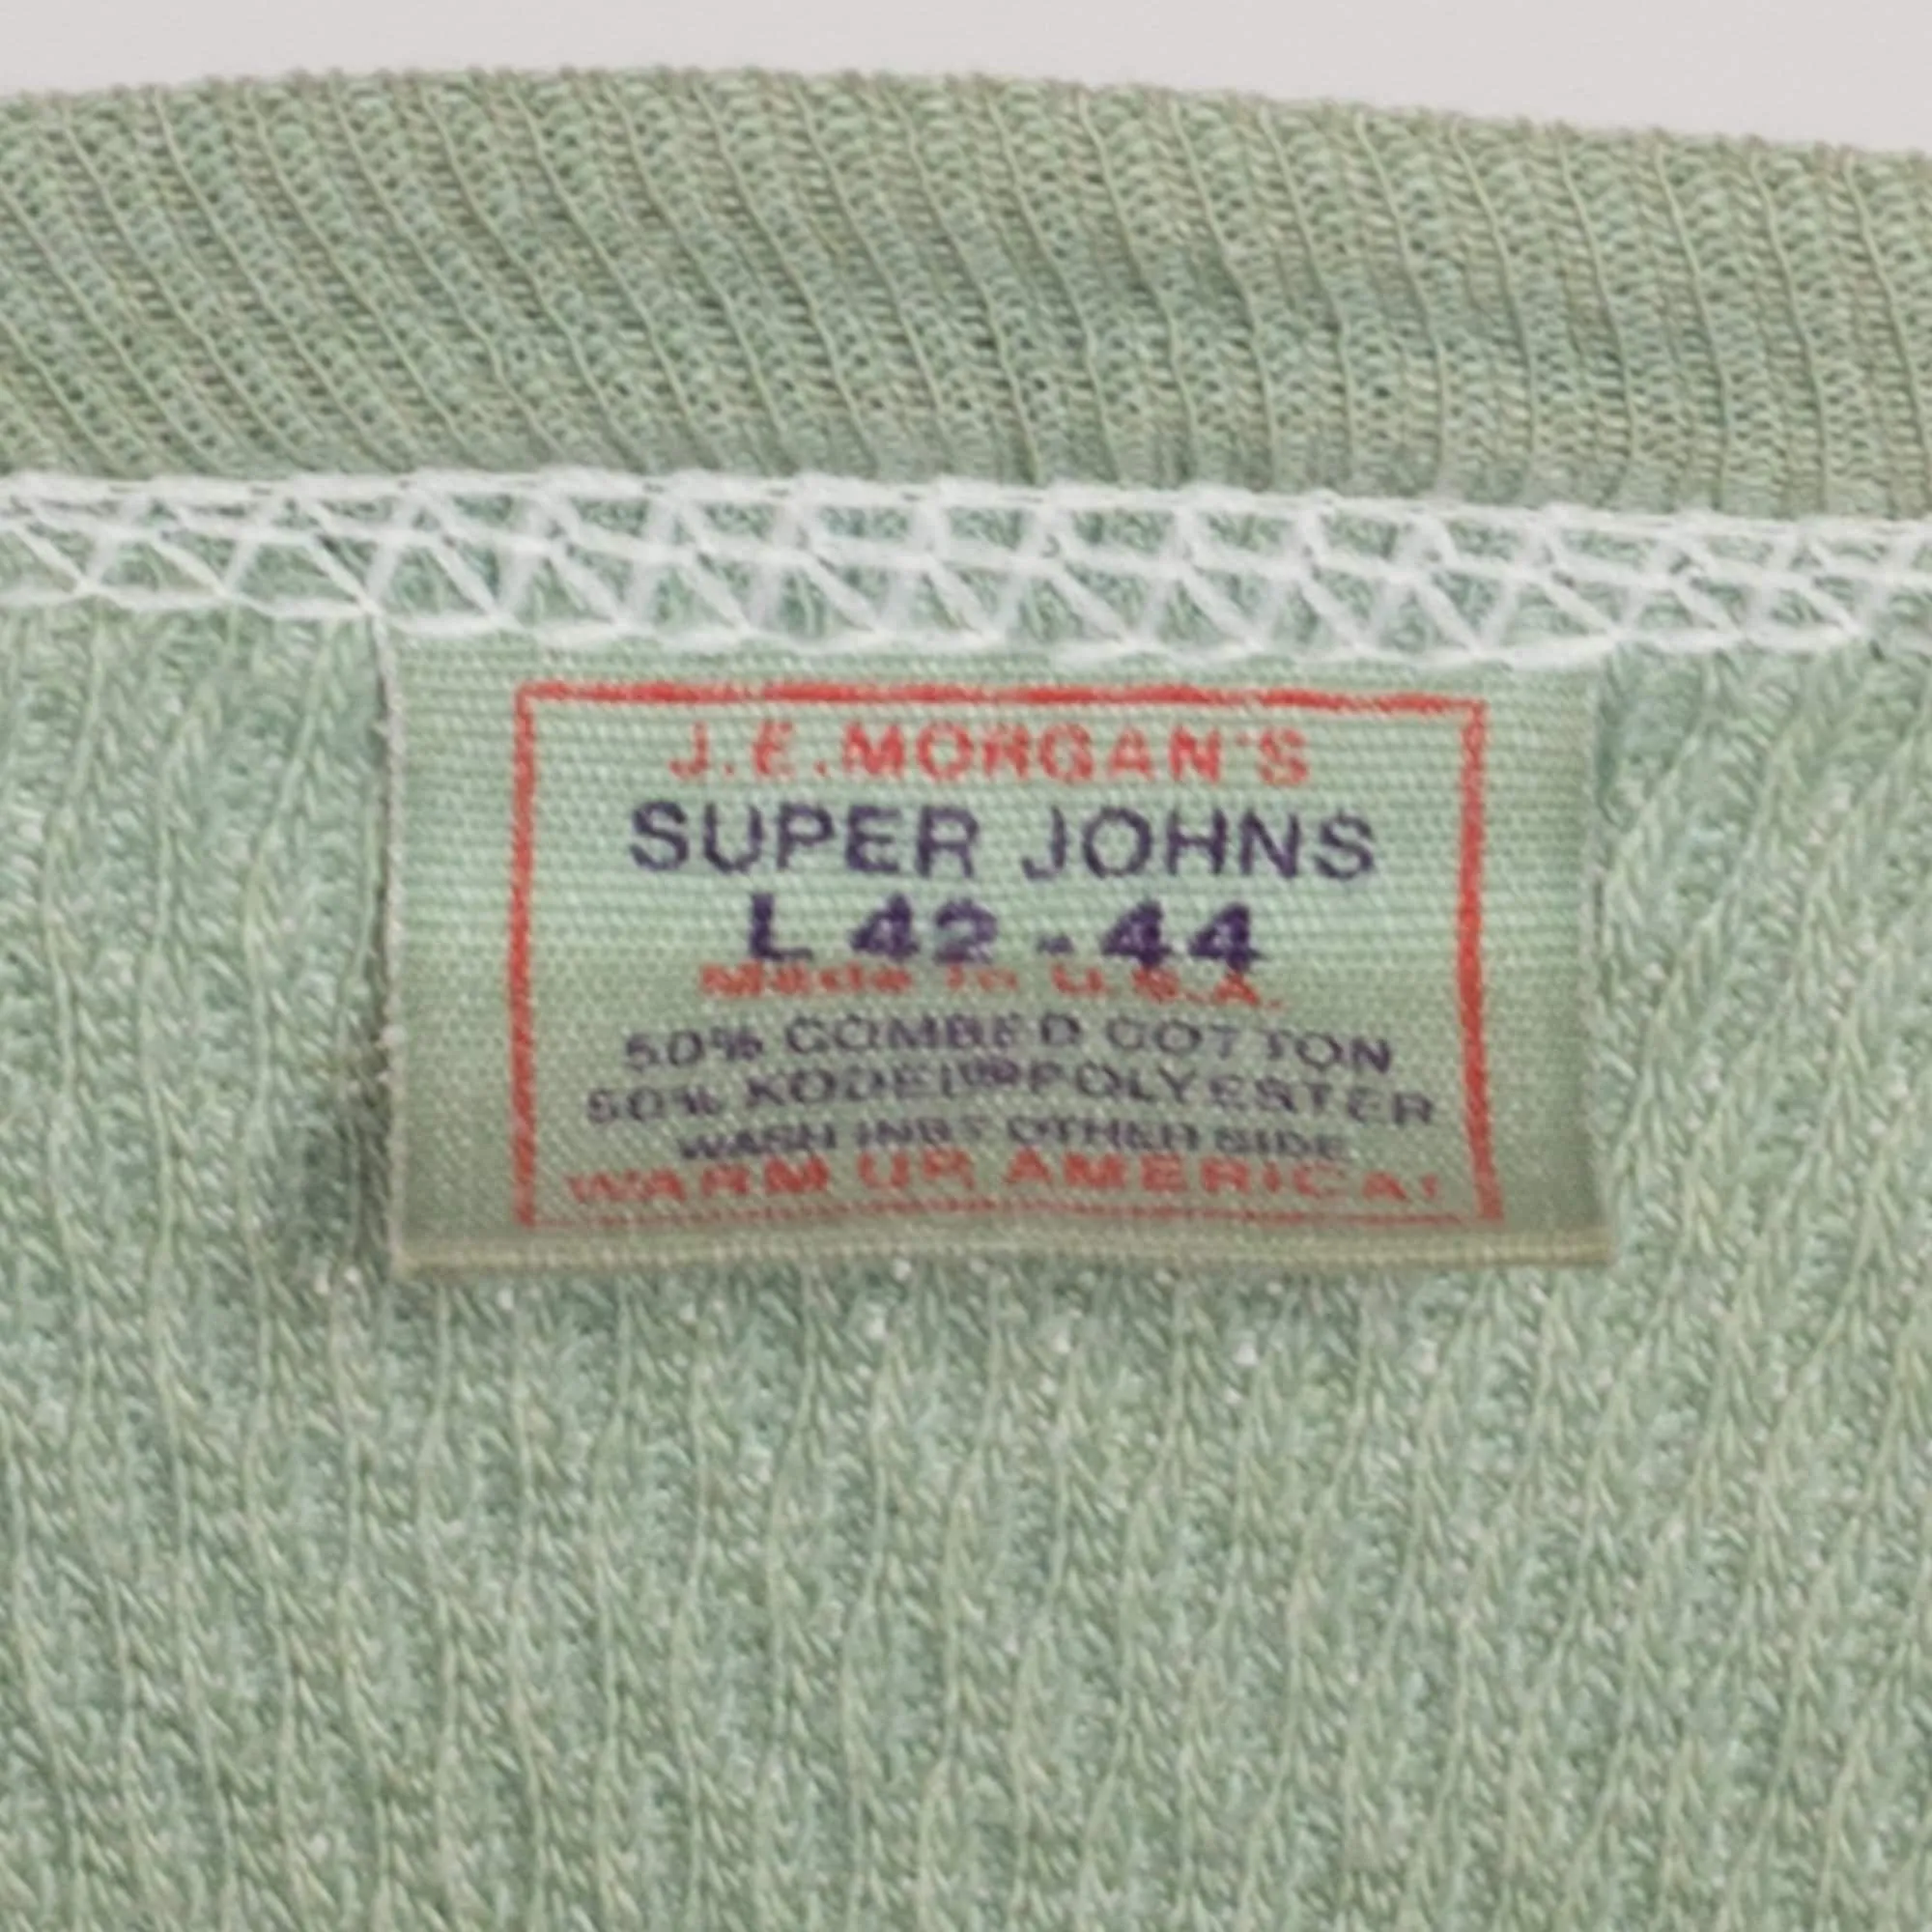 J.E.MORGAN'S
SUPER JOHNS
L 42-44
Made in U.S.A.
50% COMBED COTTON
50% KODEL® POLYESTER
WASH INST OTHER SIDE
WARM UP AMERICA!